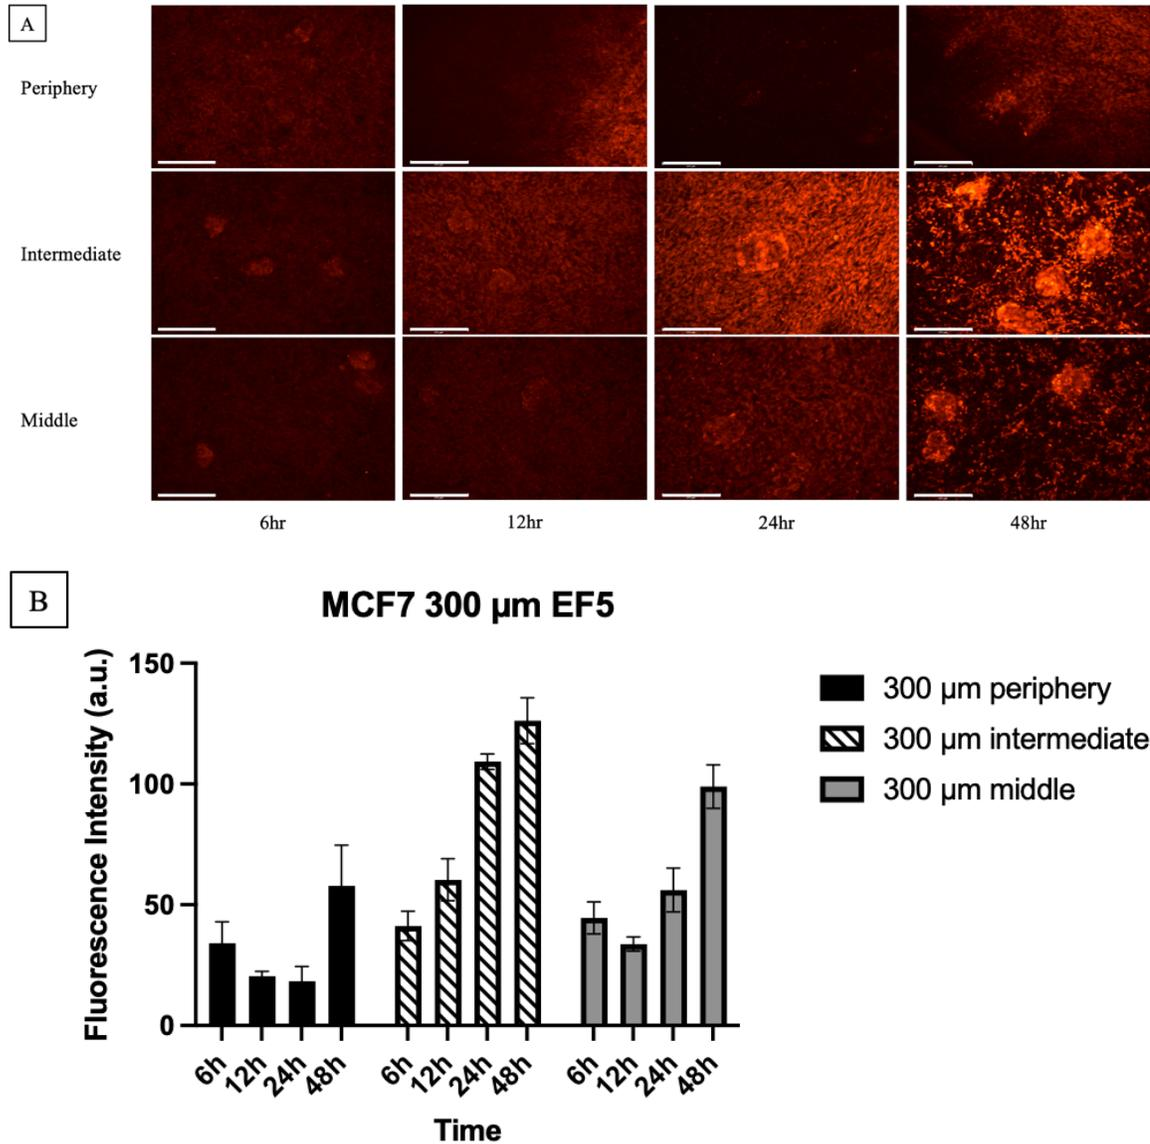 A
Periphery
Intermediate
Middle
6hr 12hr 24hr 48hr
B
MCF7 300 µm EF5
Fluorescence Intensity (a.u.)
150
100
50
0
6h 12h 24h 48h 6h 12h 24h 48h 6h 12h 24h 48h
Time
300 µm periphery
300 µm intermediate
300 µm middle